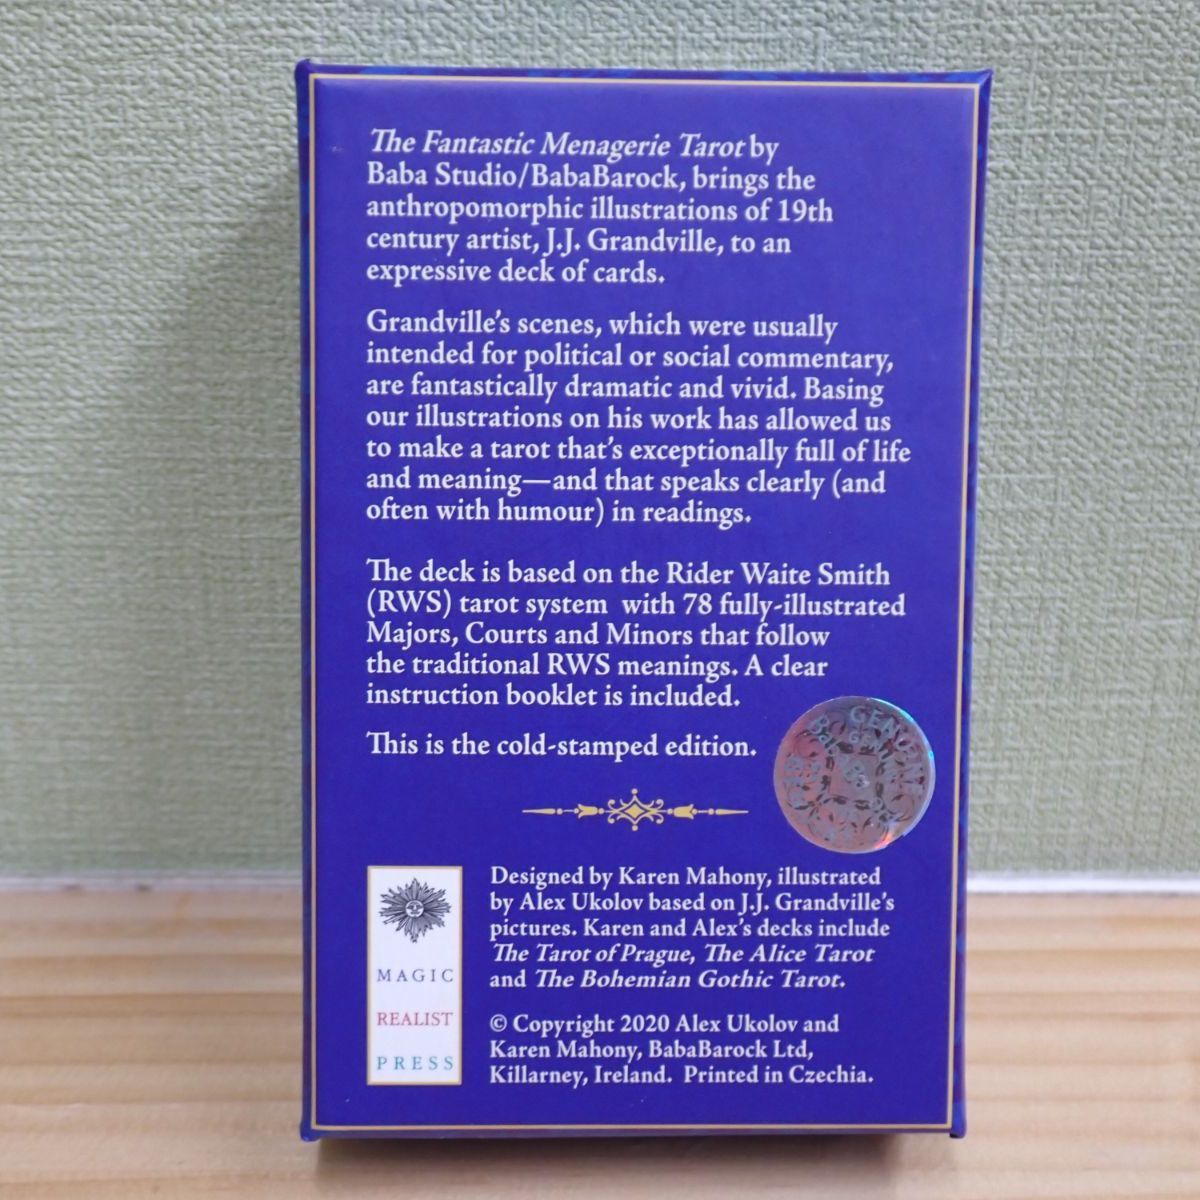 The Fantastic Menagerie Tarot by
Baba Studio/BabaBarock, brings the
anthropomorphic illustrations of 19th
century artist, J.J. Grandville, to an
expressive deck of cards.
Grandville's scenes, which were usually
intended for political or social commentary,
are fantastically dramatic and vivid. Basing
our illustrations on his work has allowed us
to make a tarot that's exceptionally full of life
and meaning—and that speaks clearly (and
often with humour) in readings.
The deck is based on the Rider Waite Smith
(RWS) tarot system with 78 fully-illustrated
Majors, Courts and Minors that follow
the traditional RWS meanings. A clear
instruction booklet is included.
This is the cold-stamped edition.
Designed by Karen Mahony, illustrated
by Alex Ukolov based on J.J. Grandville's
pictures. Karen and Alex's decks include
The Tarot of Prague, The Alice Tarot
and The Bohemian Gothic Tarot.
© Copyright 2020 Alex Ukolov and
Karen Mahony, BabaBarock Ltd,
Killarney, Ireland. Printed in Czechia.
MAGIC
REALIST
PRESS